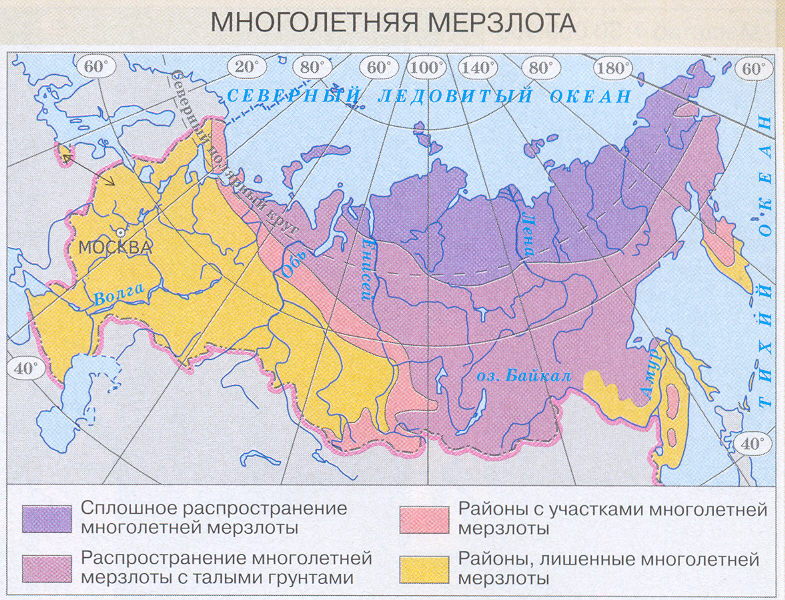 МНОГОЛЕТНЯЯ МЕРЗЛОТА
60° 20° 80° 60° 100° 140° 80° 180° 60°
СЕВЕРНЫЙ ЛЕДОВИТЫЙ ОКЕАН
Северный полярный круг
ТИХИЙ ОКЕАН
МОСКВА
Волга
Обь
Енисей
Лена
оз. Байкал
Амур
40°
40°
Сплошное распространение
многолетней мерзлоты
Распространение многолетней
мерзлоты с талыми грунтами
Районы с участками многолетней
мерзлоты
Районы, лишенные многолетней
мерзлоты